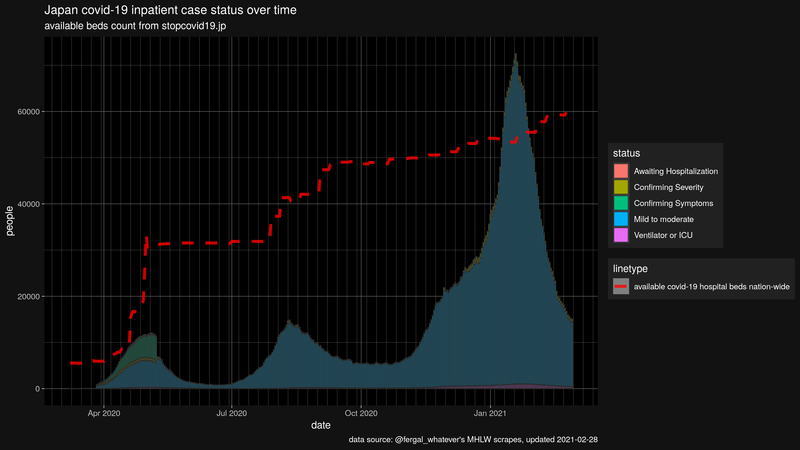 Japan covid-19 inpatient case status over time
available beds count from stopcovid19.jp
people
60000
40000
20000
0
Apr 2020
Jul 2020
Oct 2020
Jan 2021
date
status
Awaiting Hospitalization
Confirming Severity
Confirming Symptoms
Mild to moderate
Ventilator or ICU
linetype
available covid-19 hospital beds nation-wide
data source: @fergal_whatever's MHLW scrapes, updated 2021-02-28